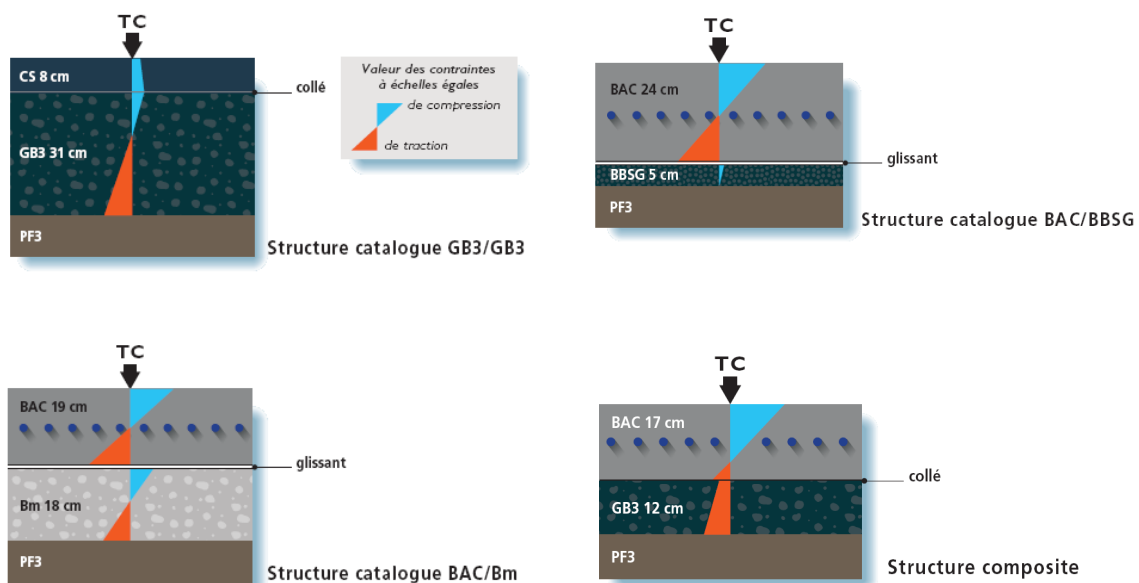 TC
CS 8 cm
collé
GB3 31 cm
PF3
Structure catalogue GB3/GB3
Valeur des contraintes
à échelles égales
de compression
de traction
TC
BAC 24 cm
glissant
BBSG 5 cm
PF3
Structure catalogue BAC/BBSG
TC
BAC 19 cm
glissant
Bm 18 cm
PF3
Structure catalogue BAC/Bm
TC
BAC 17 cm
collé
GB3 12 cm
PF3
Structure composite